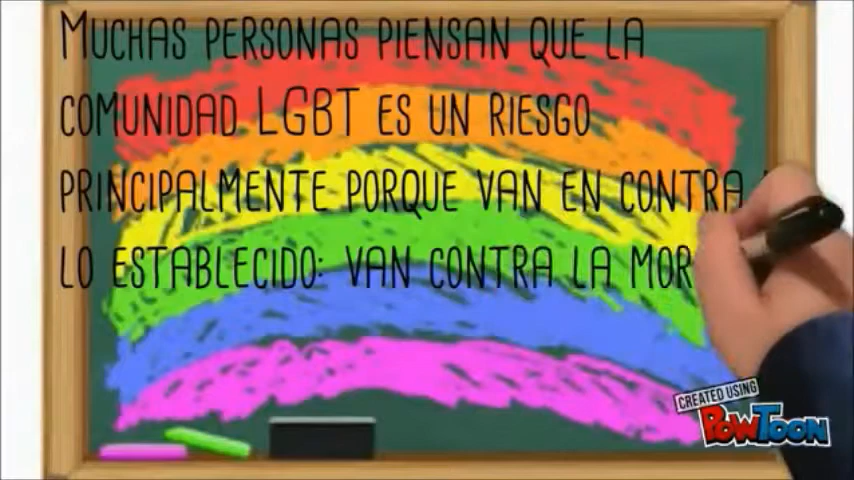 MUCHAS PERSONAS PIENSAN QUE LA
COMUNIDAD LGBT ES UN RIESGO
PRINCIPALMENTE PORQUE VAN EN CONTRA
LO ESTABLECIDO: VAN CONTRA LA MOR
CREATED USING
POWTOON